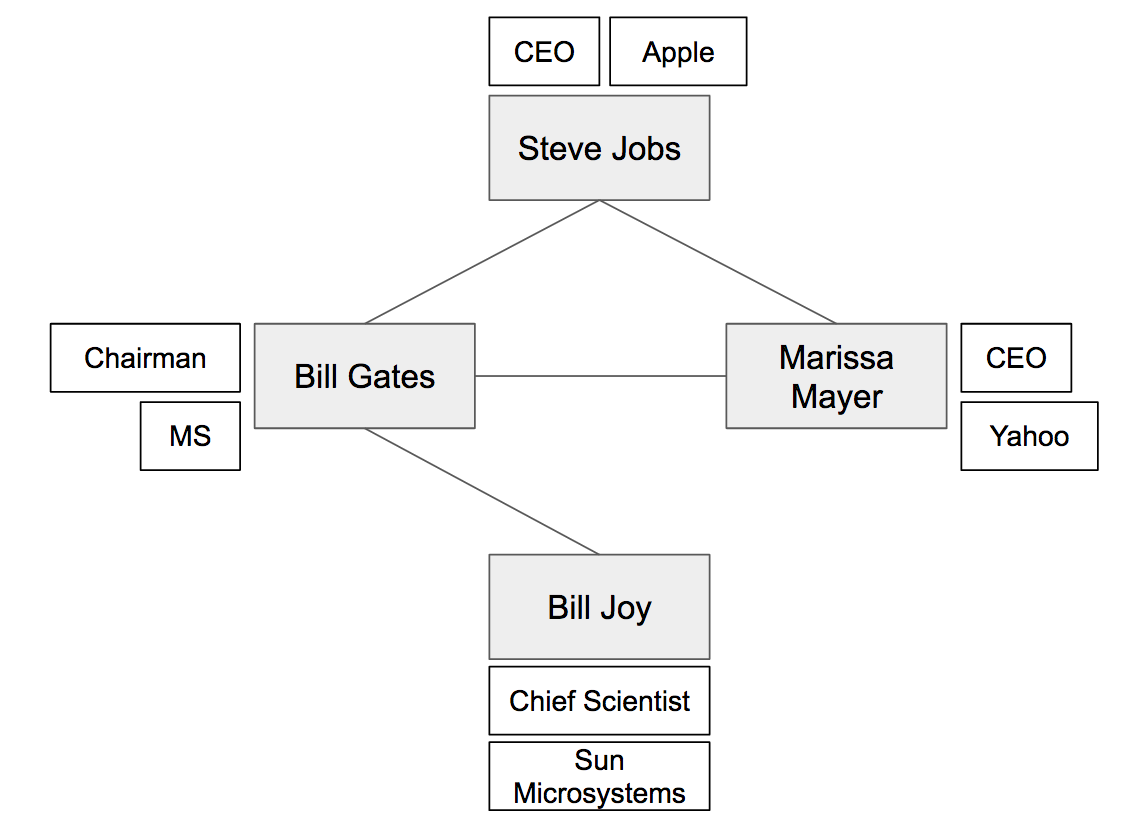 CEO
Apple
Steve Jobs
Chairman
MS
Bill Gates
Marissa
Mayer
CEO
Yahoo
Bill Joy
Chief Scientist
Sun
Microsystems